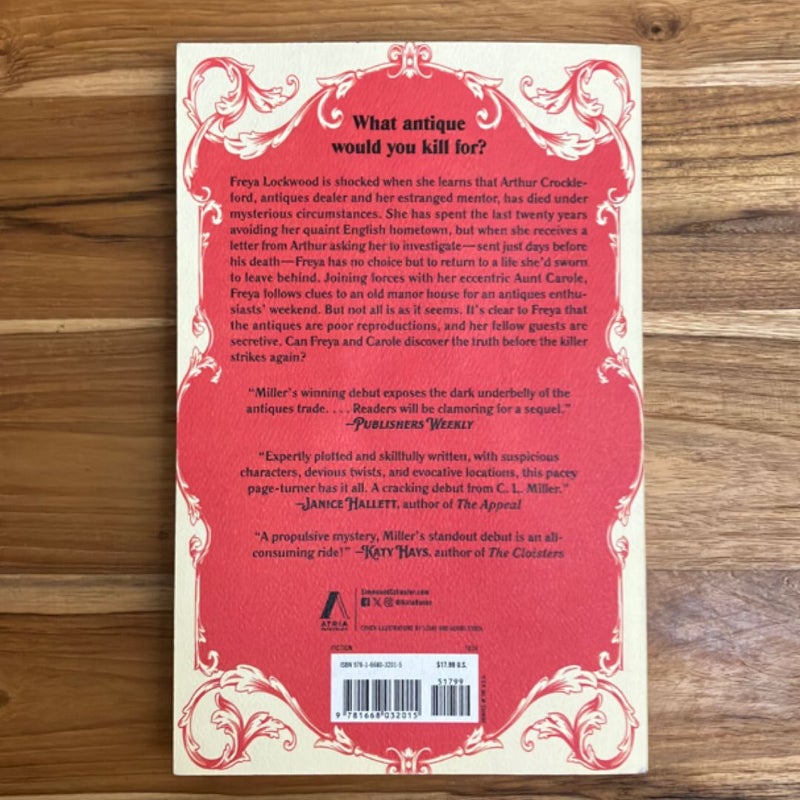 What antique
would you kill for?
Freya Lockwood is shocked when she learns that Arthur Crockle-
ford, antiques dealer and her estranged mentor, has died under
mysterious circumstances. She has spent the last twenty years
avoiding her quaint English hometown, but when she receives a
letter from Arthur asking her to investigate—sent just days before
his death—Freya has no choice but to return to a life she'd sworn
to leave behind. Joining forces with her eccentric Aunt Carole,
Freya follows clues to an old manor house for an antiques enthu-
siasts' weekend. But not all is as it seems. It's clear to Freya that
the antiques are poor reproductions, and her fellow guests are
secretive. Can Freya and Carole discover the truth before the killer
strikes again?
“Miller's winning debut exposes the dark underbelly of the
antiques trade. . . . Readers will be clamoring for a sequel.”
—PUBLISHERS WEEKLY
“Expertly plotted and skillfully written, with suspicious
characters, devious twists, and evocative locations, this pacey
page-turner has it all. A cracking debut from C. L. Miller.”
—JANICE HALLETT, author of The Appeal
“A propulsive mystery, Miller's standout debut is an all-
consuming ride!” —KATY HAYS, author of The Cloisters
ATRIA
SimonandSchuster.com
@AtriaBooks
COVER ILLUSTRATIONS BY
FICTION
ISBN 978-1-6680-3201-5
$17.99 U.S.
51799
9 781668 032015